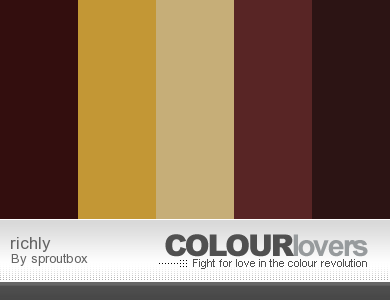 richly
By sproutbox
COLOURlovers
Fight for love in the colour revolution